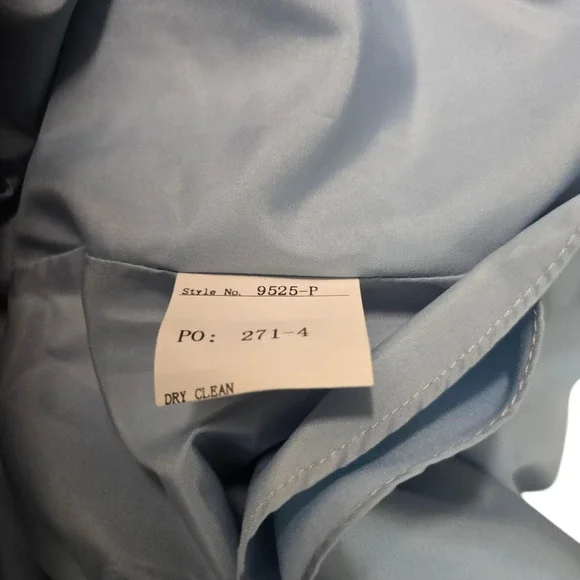 Style No. 9525-P
PO: 271-4
DRY CLEAN